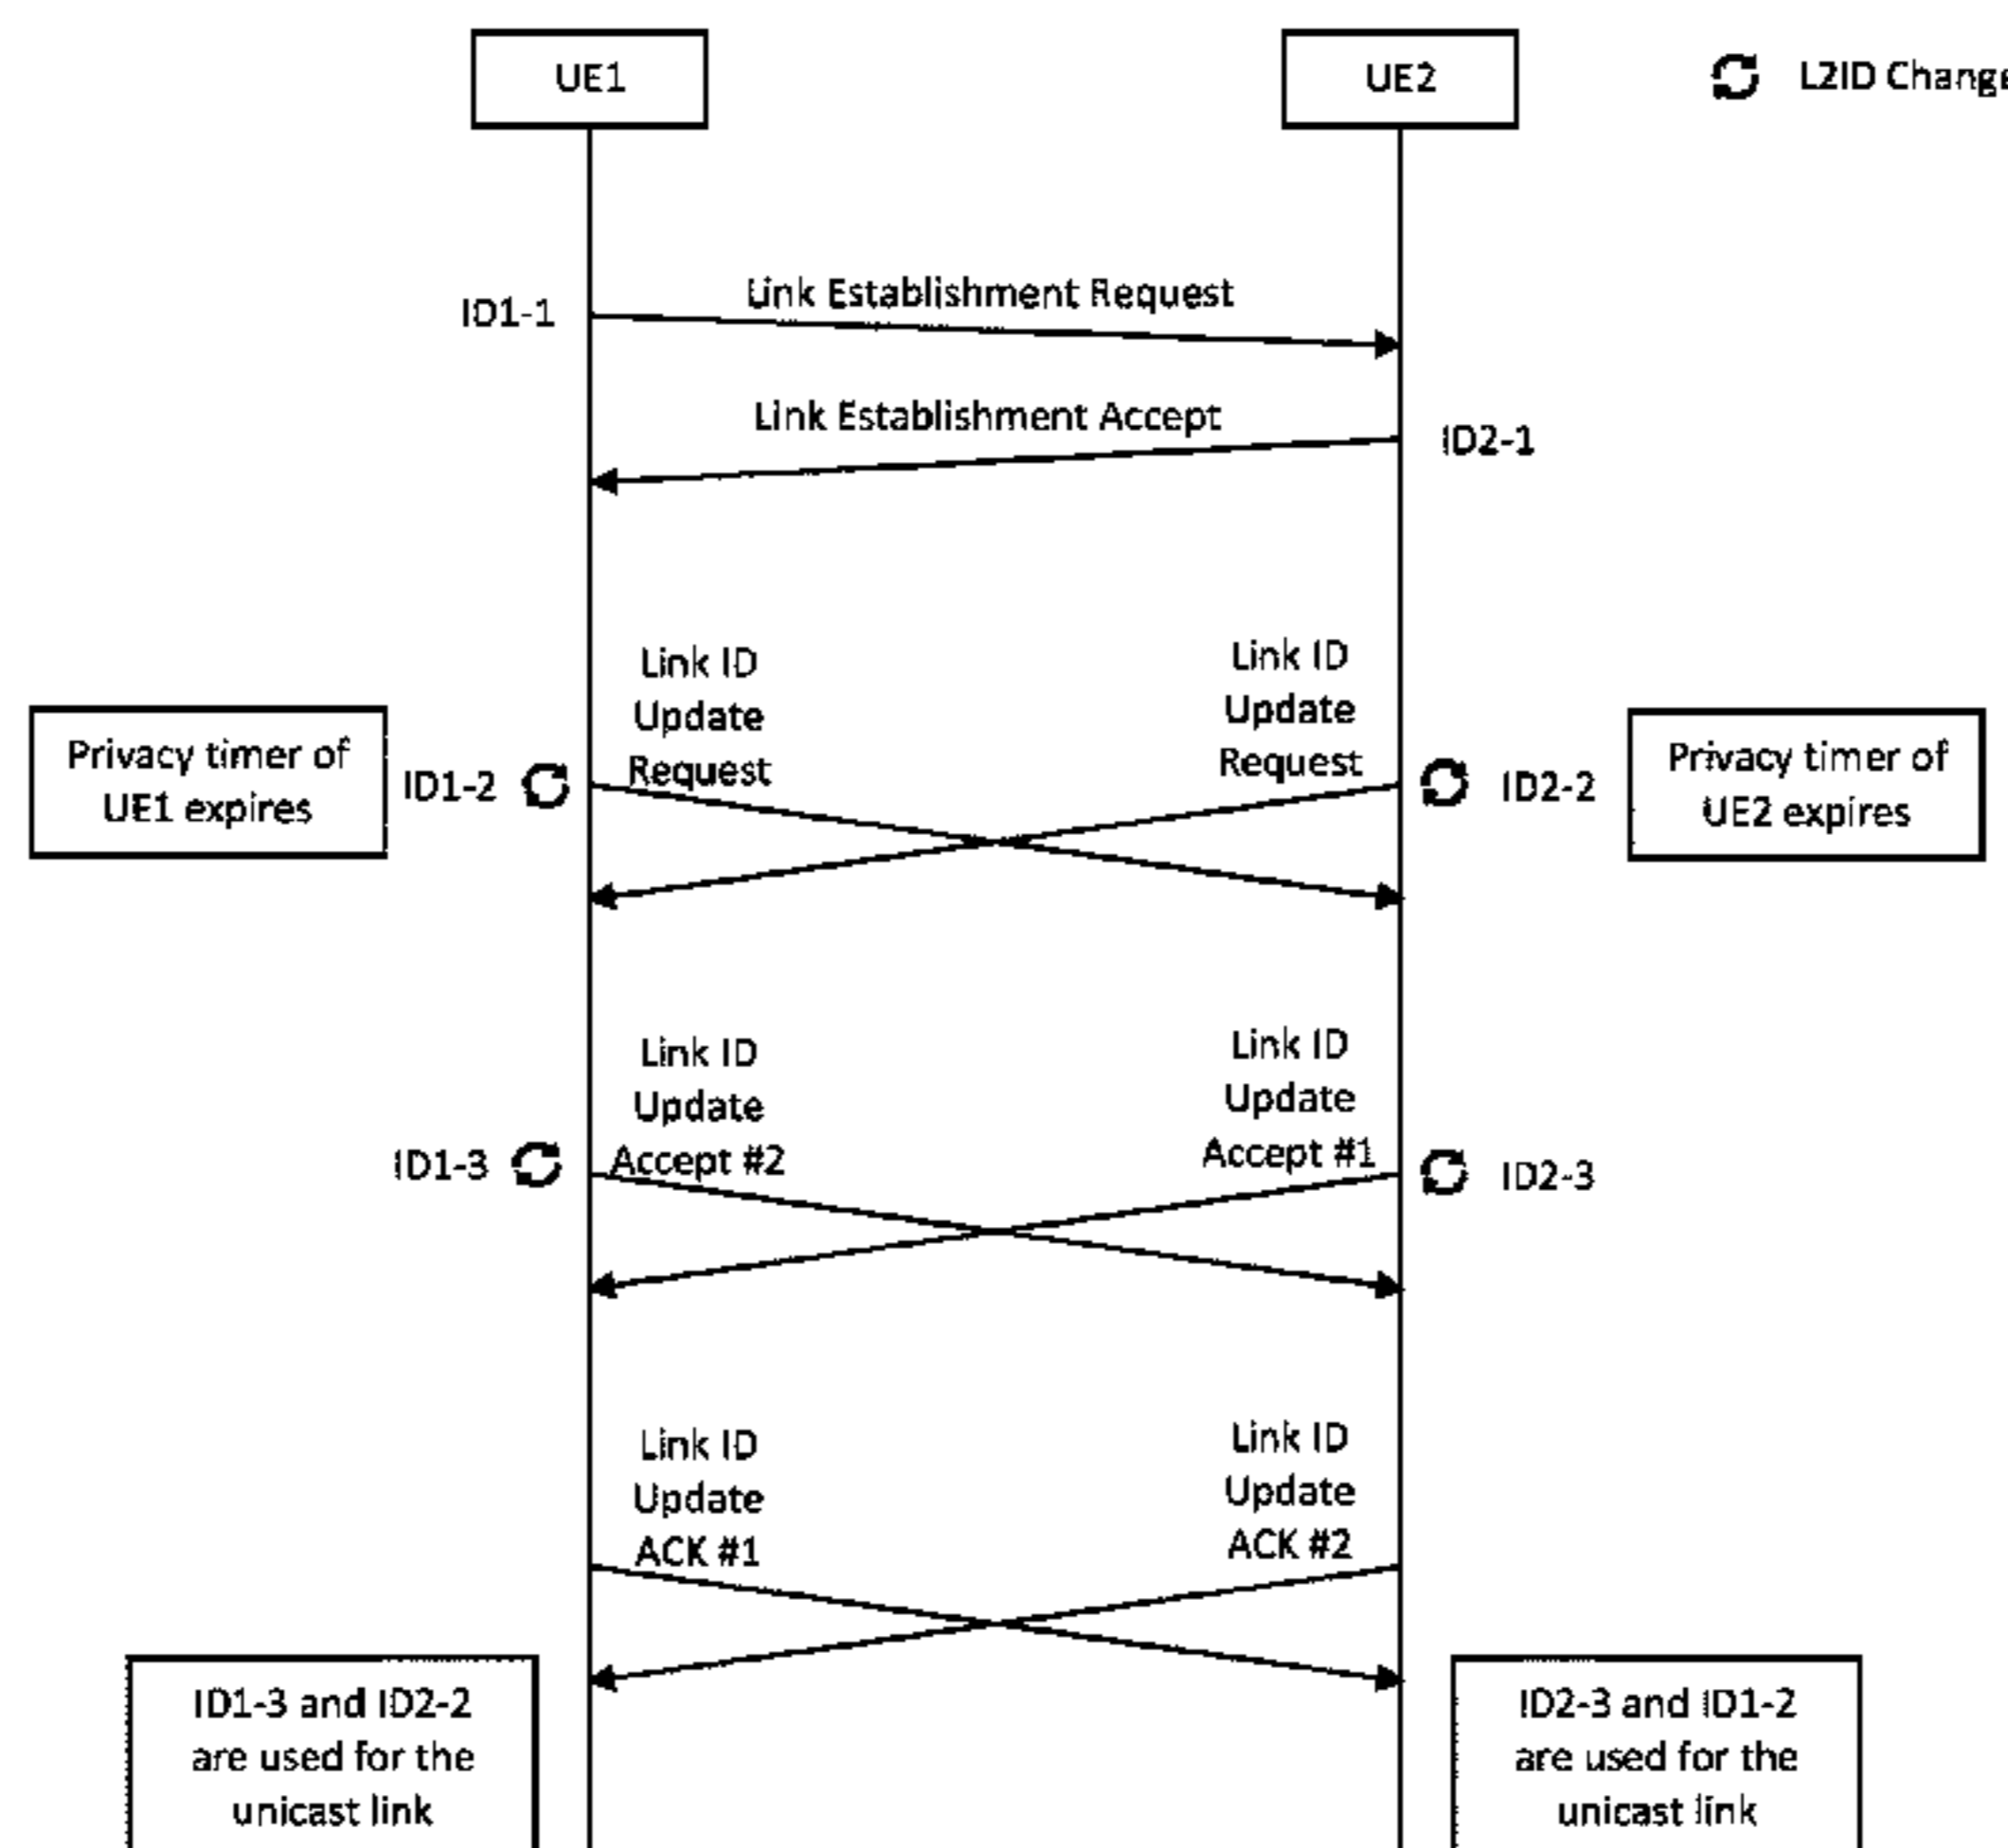 UE1
UE2
L2ID Change
ID1-1
Link Establishment Request
Link Establishment Accept
ID2-1
Link ID
Update
Request
Link ID
Update
Request
Privacy timer of
UE1 expires
ID1-2
ID2-2
Privacy timer of
UE2 expires
Link ID
Update
Accept #2
Link ID
Update
Accept #1
ID1-3
ID2-3
Link ID
Update
ACK #1
Link ID
Update
ACK #2
ID1-3 and ID2-2
are used for the
unicast link
ID2-3 and ID1-2
are used for the
unicast link